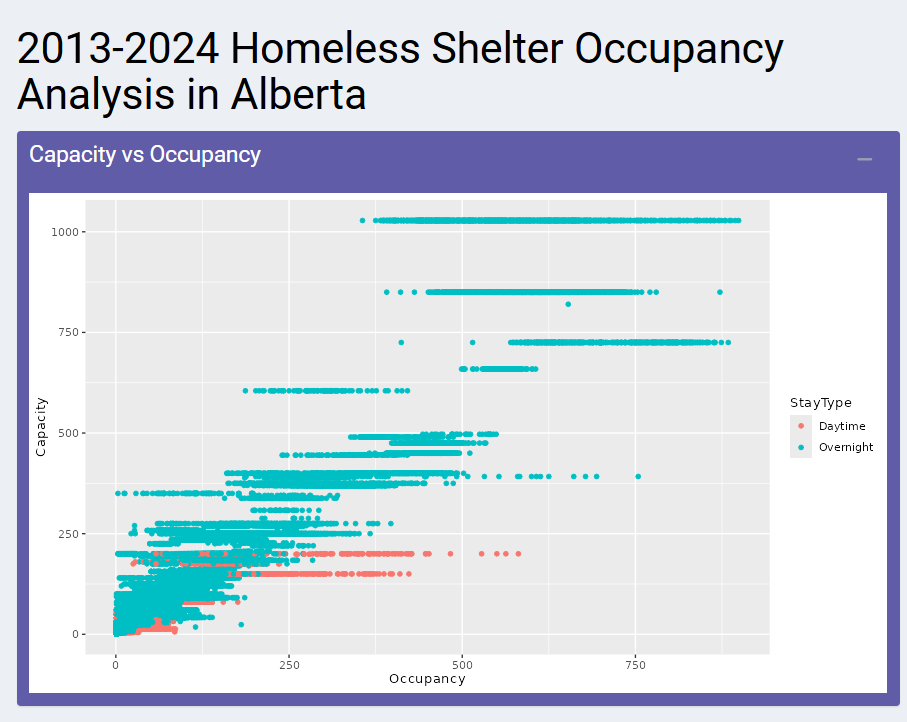 2013-2024 Homeless Shelter Occupancy
Analysis in Alberta
Capacity vs Occupancy
1000
750
500
250
0
Capacity
0 250 500 750
Occupancy
StayType
Daytime
Overnight